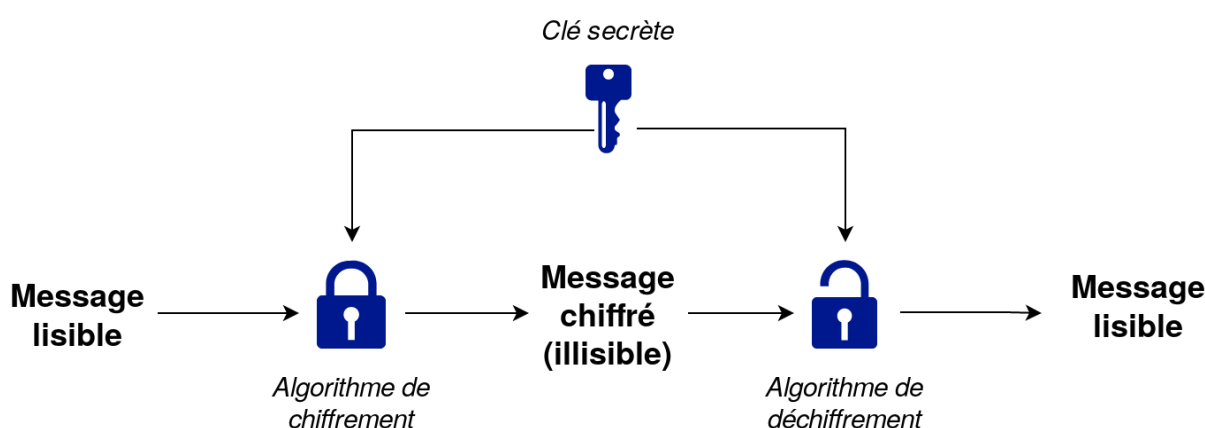 Clé secrète
Message
lisible
Algorithme de
chiffrement
Message
chiffré
(illisible)
Algorithme de
déchiffrement
Message
lisible